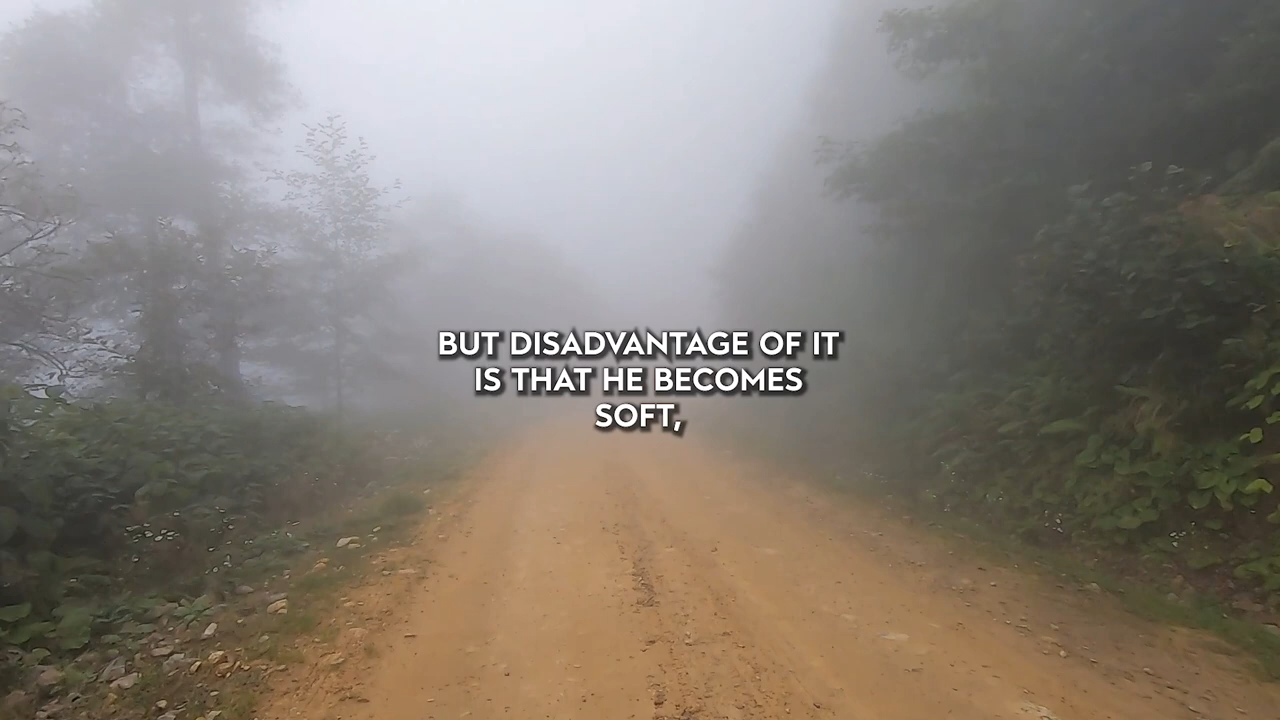 BUT DISADVANTAGE OF IT
IS THAT HE BECOMES
SOFT,